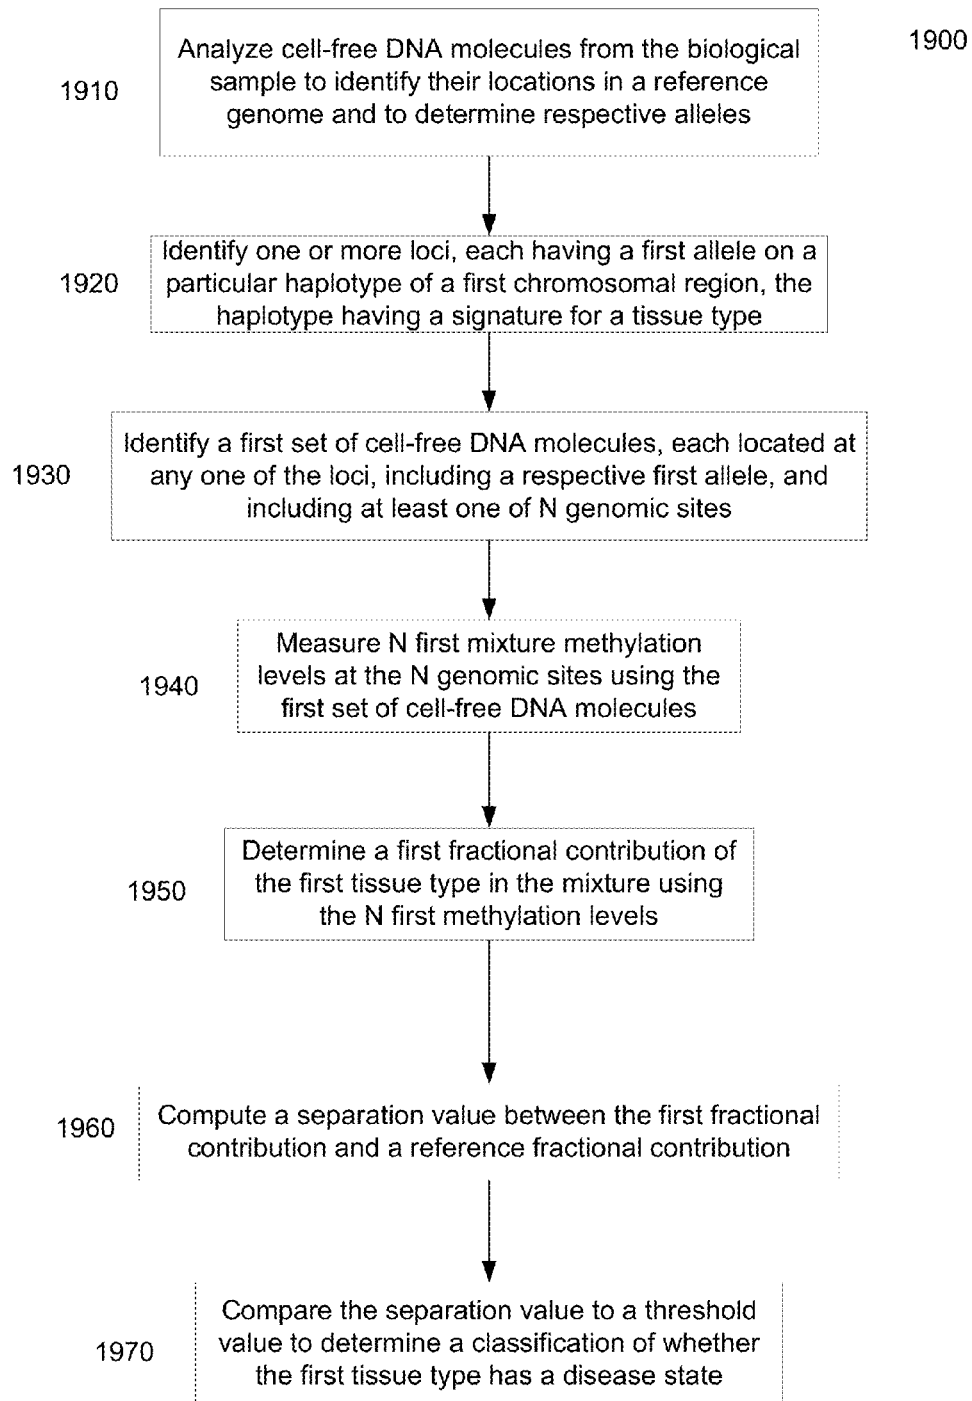 1900
1910
Analyze cell-free DNA molecules from the biological
sample to identify their locations in a reference
genome and to determine respective alleles
1920
Identify one or more loci, each having a first allele on a
particular haplotype of a first chromosomal region, the
haplotype having a signature for a tissue type
1930
Identify a first set of cell-free DNA molecules, each located at
any one of the loci, including a respective first allele, and
including at least one of N genomic sites
1940
Measure N first mixture methylation
levels at the N genomic sites using the
first set of cell-free DNA molecules
1950
Determine a first fractional contribution of
the first tissue type in the mixture using
the N first methylation levels
1960
Compute a separation value between the first fractional
contribution and a reference fractional contribution
1970
Compare the separation value to a threshold
value to determine a classification of whether
the first tissue type has a disease state